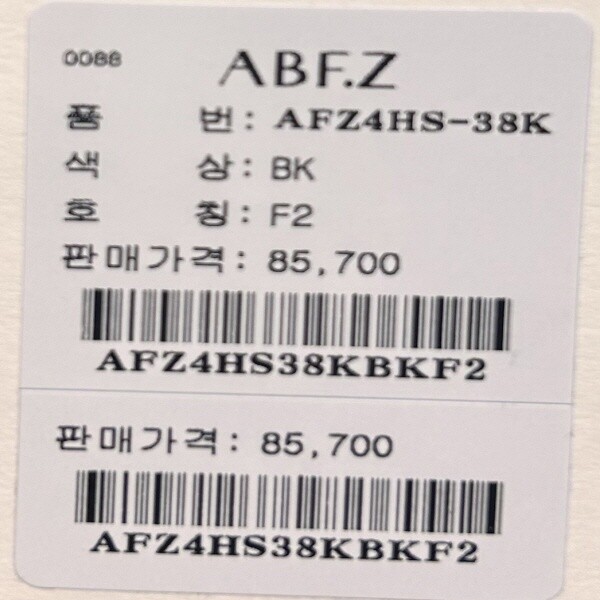 0088 ABF.Z
품 번: AFZ4HS-38K
색 상: BK
호 칭: F2
판매가격: 85,700
AFZ4HS38KBKF2
판매가격: 85,700
AFZ4HS38KBKF2